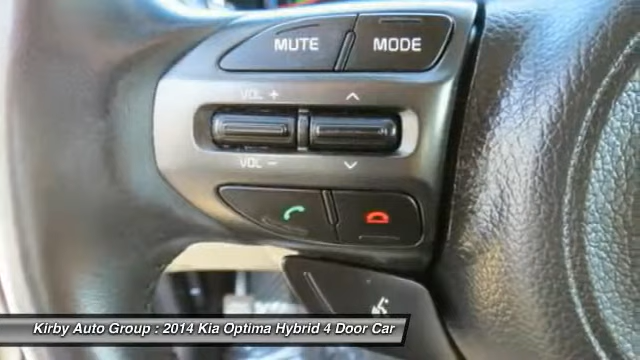 MUTE MODE
VOL +
VOL -
Kirby Auto Group : 2014 Kia Optima Hybrid 4 Door Car